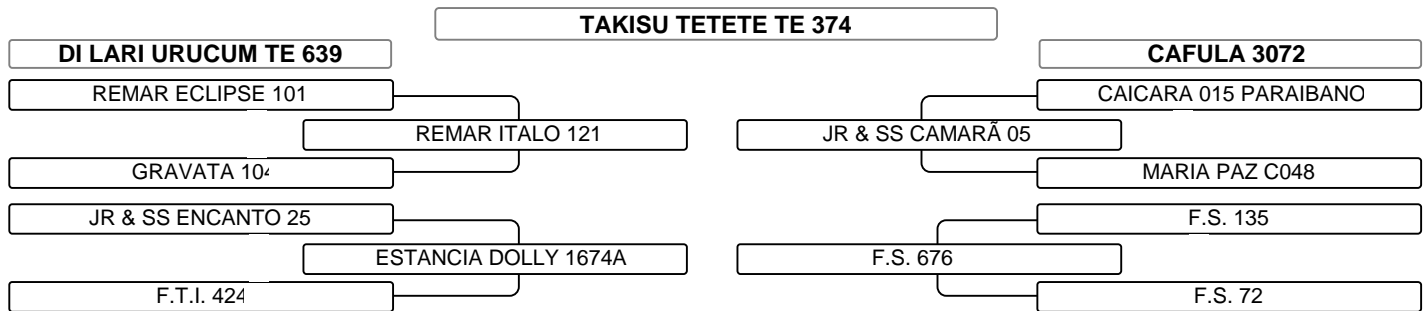 TAKISU TETETE TE 374
DI LARI URUCUM TE 639
CAFULA 3072
REMAR ECLIPSE 101
CAICARA 015 PARAIBANO
REMAR ITALO 121
JR & SS CAMARÃ 05
GRAVATA 104
MARIA PAZ C048
JR & SS ENCANTO 25
F.S. 135
ESTANCIA DOLLY 1674A
F.S. 676
F.T.I. 424
F.S. 72